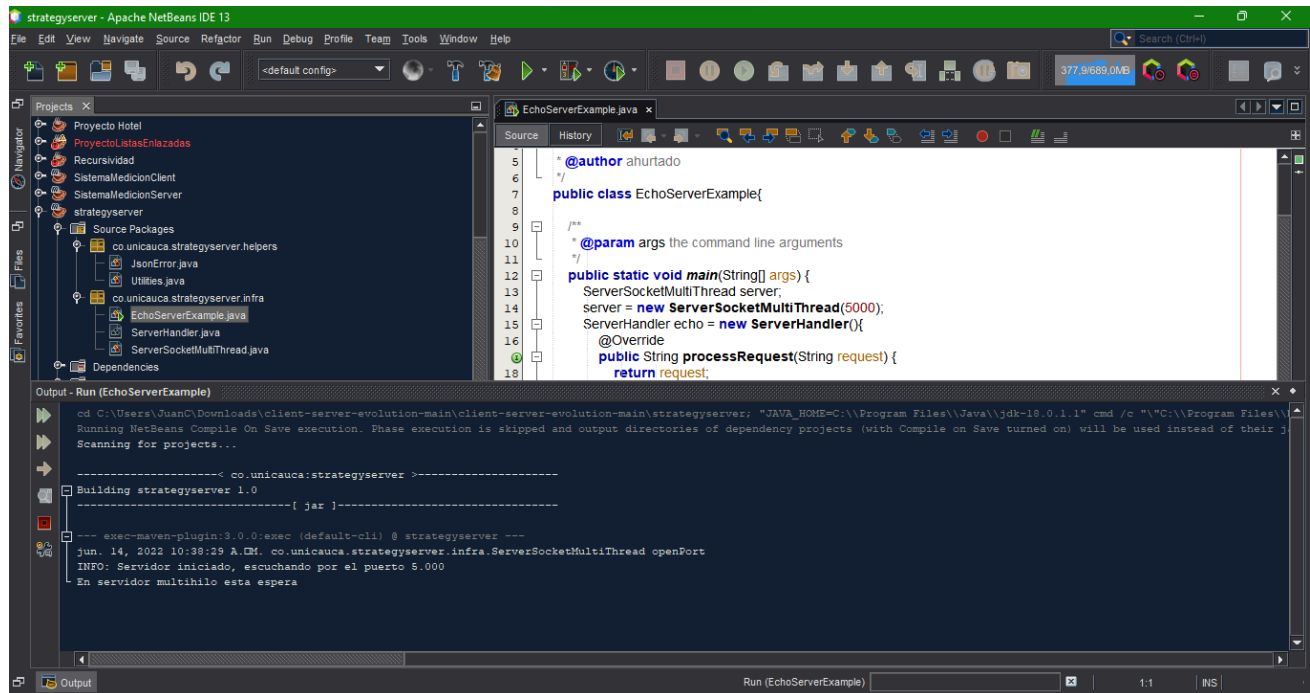 strategyserver - Apache NetBeans IDE 13
File Edit View Navigate Source Refactor Run Debug Profile Team Tools Window Help
Search (Ctrl+I)
<default config>
377,9/689,0MB
Projects
Navigator
Files
Favorites
Proyecto Hotel
ProyectoListasEnlazadas
Recursividad
SistemaMedicionClient
SistemaMedicionServer
strategyserver
Source Packages
co.unicauca.strategyserver.helpers
JsonError.java
Utilities.java
co.unicauca.strategyserver.infra
EchoServerExample.java
ServerHandler.java
ServerSocketMultiThread.java
Dependencies
EchoServerExample.java
Source History
5 * @author ahurtado
6 */
7 public class EchoServerExample{
8
9 /**
10 * @param args the command line arguments
11 */
12 public static void main(String[] args) {
13 ServerSocketMultiThread server;
14 server = new ServerSocketMultiThread(5000);
15 ServerHandler echo = new ServerHandler(){
16 @Override
public String processRequest(String request) {
18 return request;
Output - Run (EchoServerExample)
cd C:\Users\JuanC\Downloads\client-server-evolution-main\client-server-evolution-main\strategyserver; "JAVA_HOME=C:\\Program Files\\Java\\jdk-18.0.1.1" cmd /c "\"C:\\Program Files\\
Running NetBeans Compile On Save execution. Phase execution is skipped and output directories of dependency projects (with Compile on Save turned on) will be used instead of their
Scanning for projects...
---------------------< co.unicauca:strategyserver >---------------------
Building strategyserver 1.0
--------------------------------[ jar ]---------------------------------
--- exec-maven-plugin:3.0.0:exec (default-cli) @ strategyserver ---
jun. 14, 2022 10:38:29 A. M. co.unicauca.strategyserver.infra.ServerSocketMultiThread openPort
INFO: Servidor iniciado, escuchando por el puerto 5.000
En servidor multihilo esta espera
Output
Run (EchoServerExample)
1:1
INS